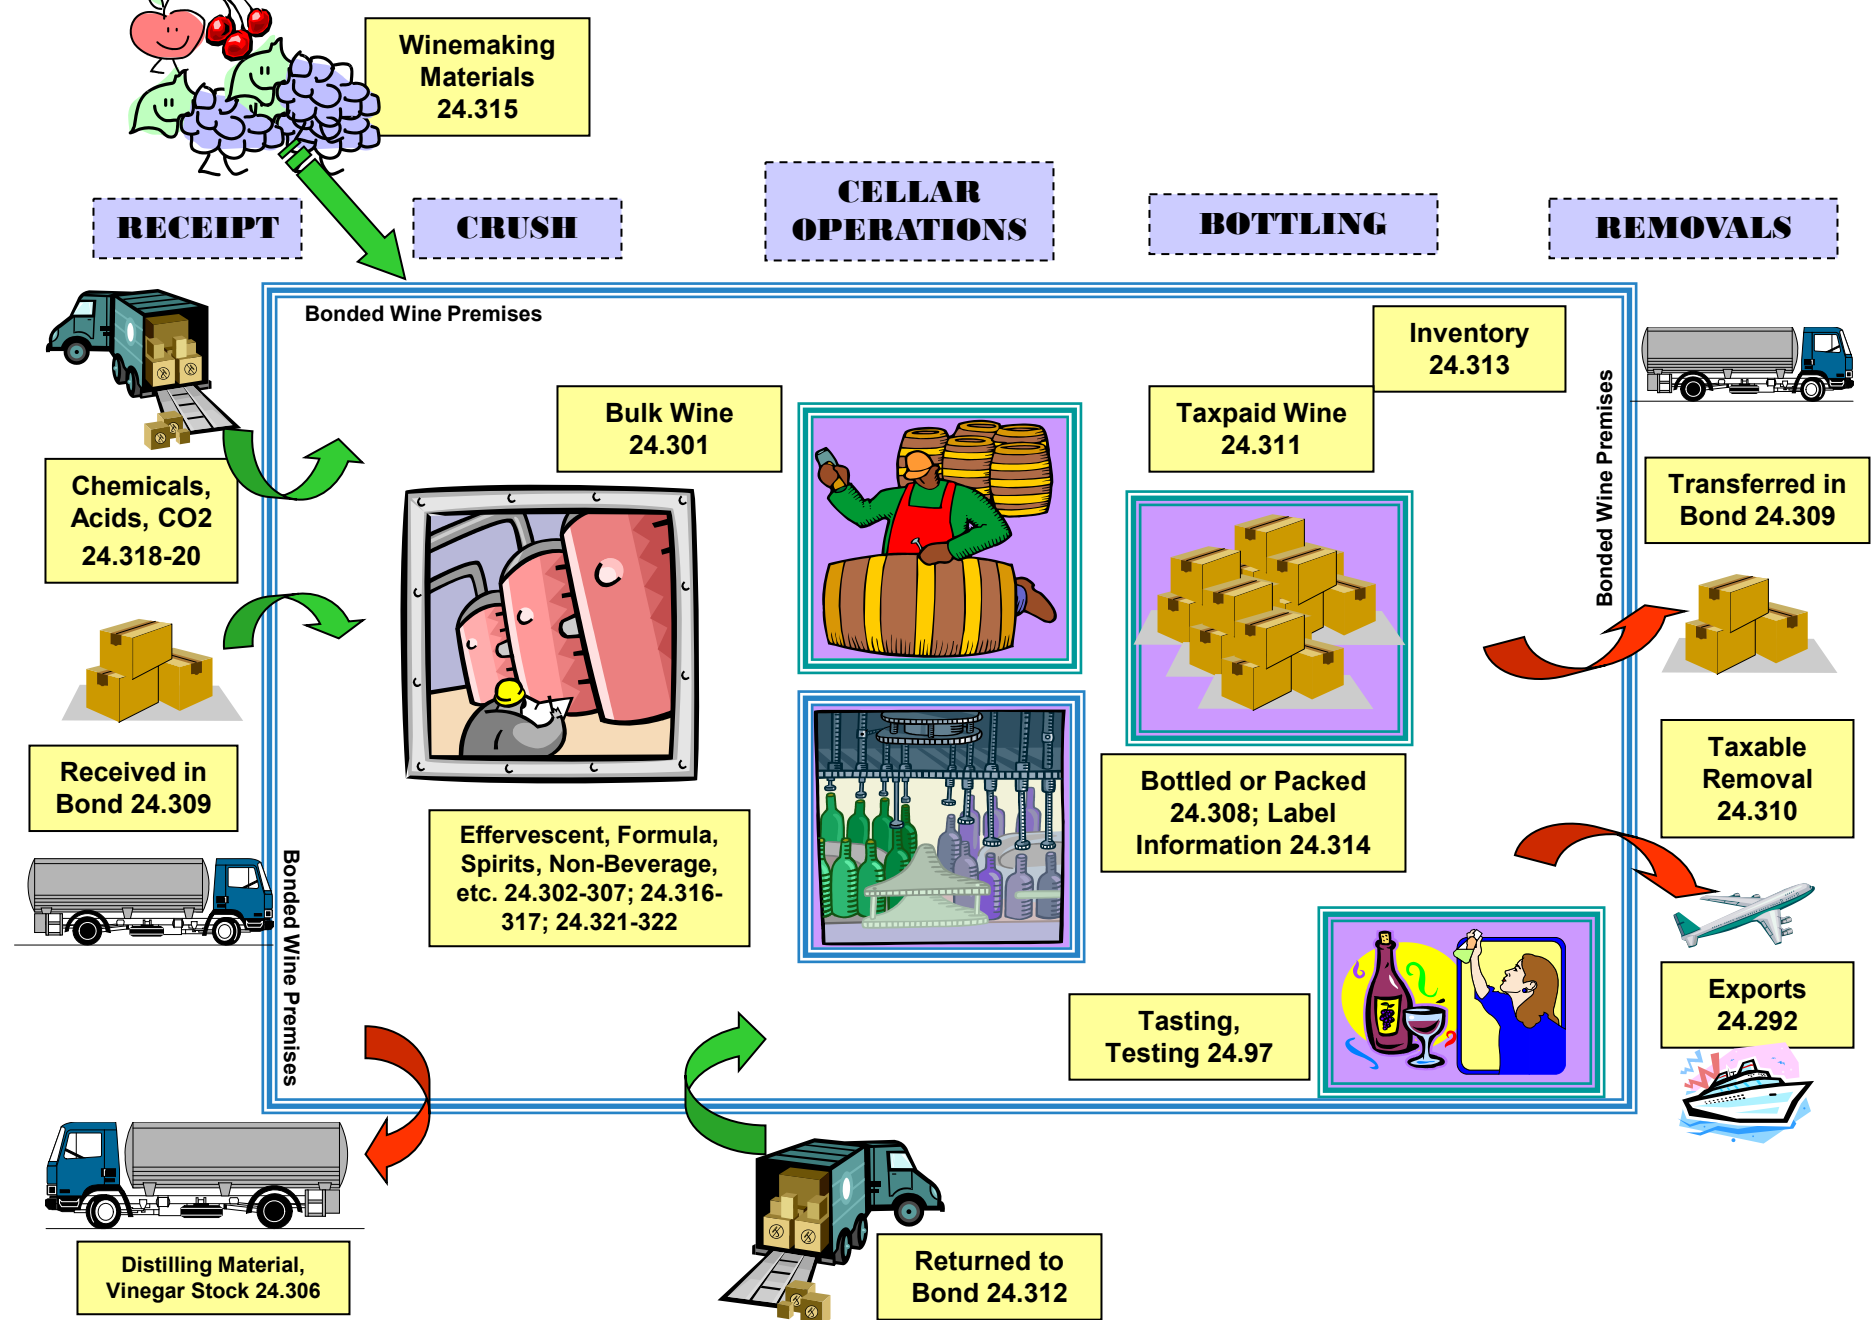 Winemaking
Materials
24.315
RECEIPT
CRUSH
CELLAR
OPERATIONS
BOTTLING
REMOVALS
Bonded Wine Premises
Inventory
24.313
Bulk Wine
24.301
Taxpaid Wine
24.311
Bonded Wine Premises
Chemicals,
Acids, CO2
24.318-20
Transferred in
Bond 24.309
Received in
Bond 24.309
Effervescent, Formula,
Spirits, Non-Beverage,
etc. 24.302-307; 24.316-
317; 24.321-322
Bottled or Packed
24.308; Label
Information 24.314
Taxable
Removal
24.310
Bonded Wine Premises
Tasting,
Testing 24.97
Exports
24.292
Distilling Material,
Vinegar Stock 24.306
Returned to
Bond 24.312